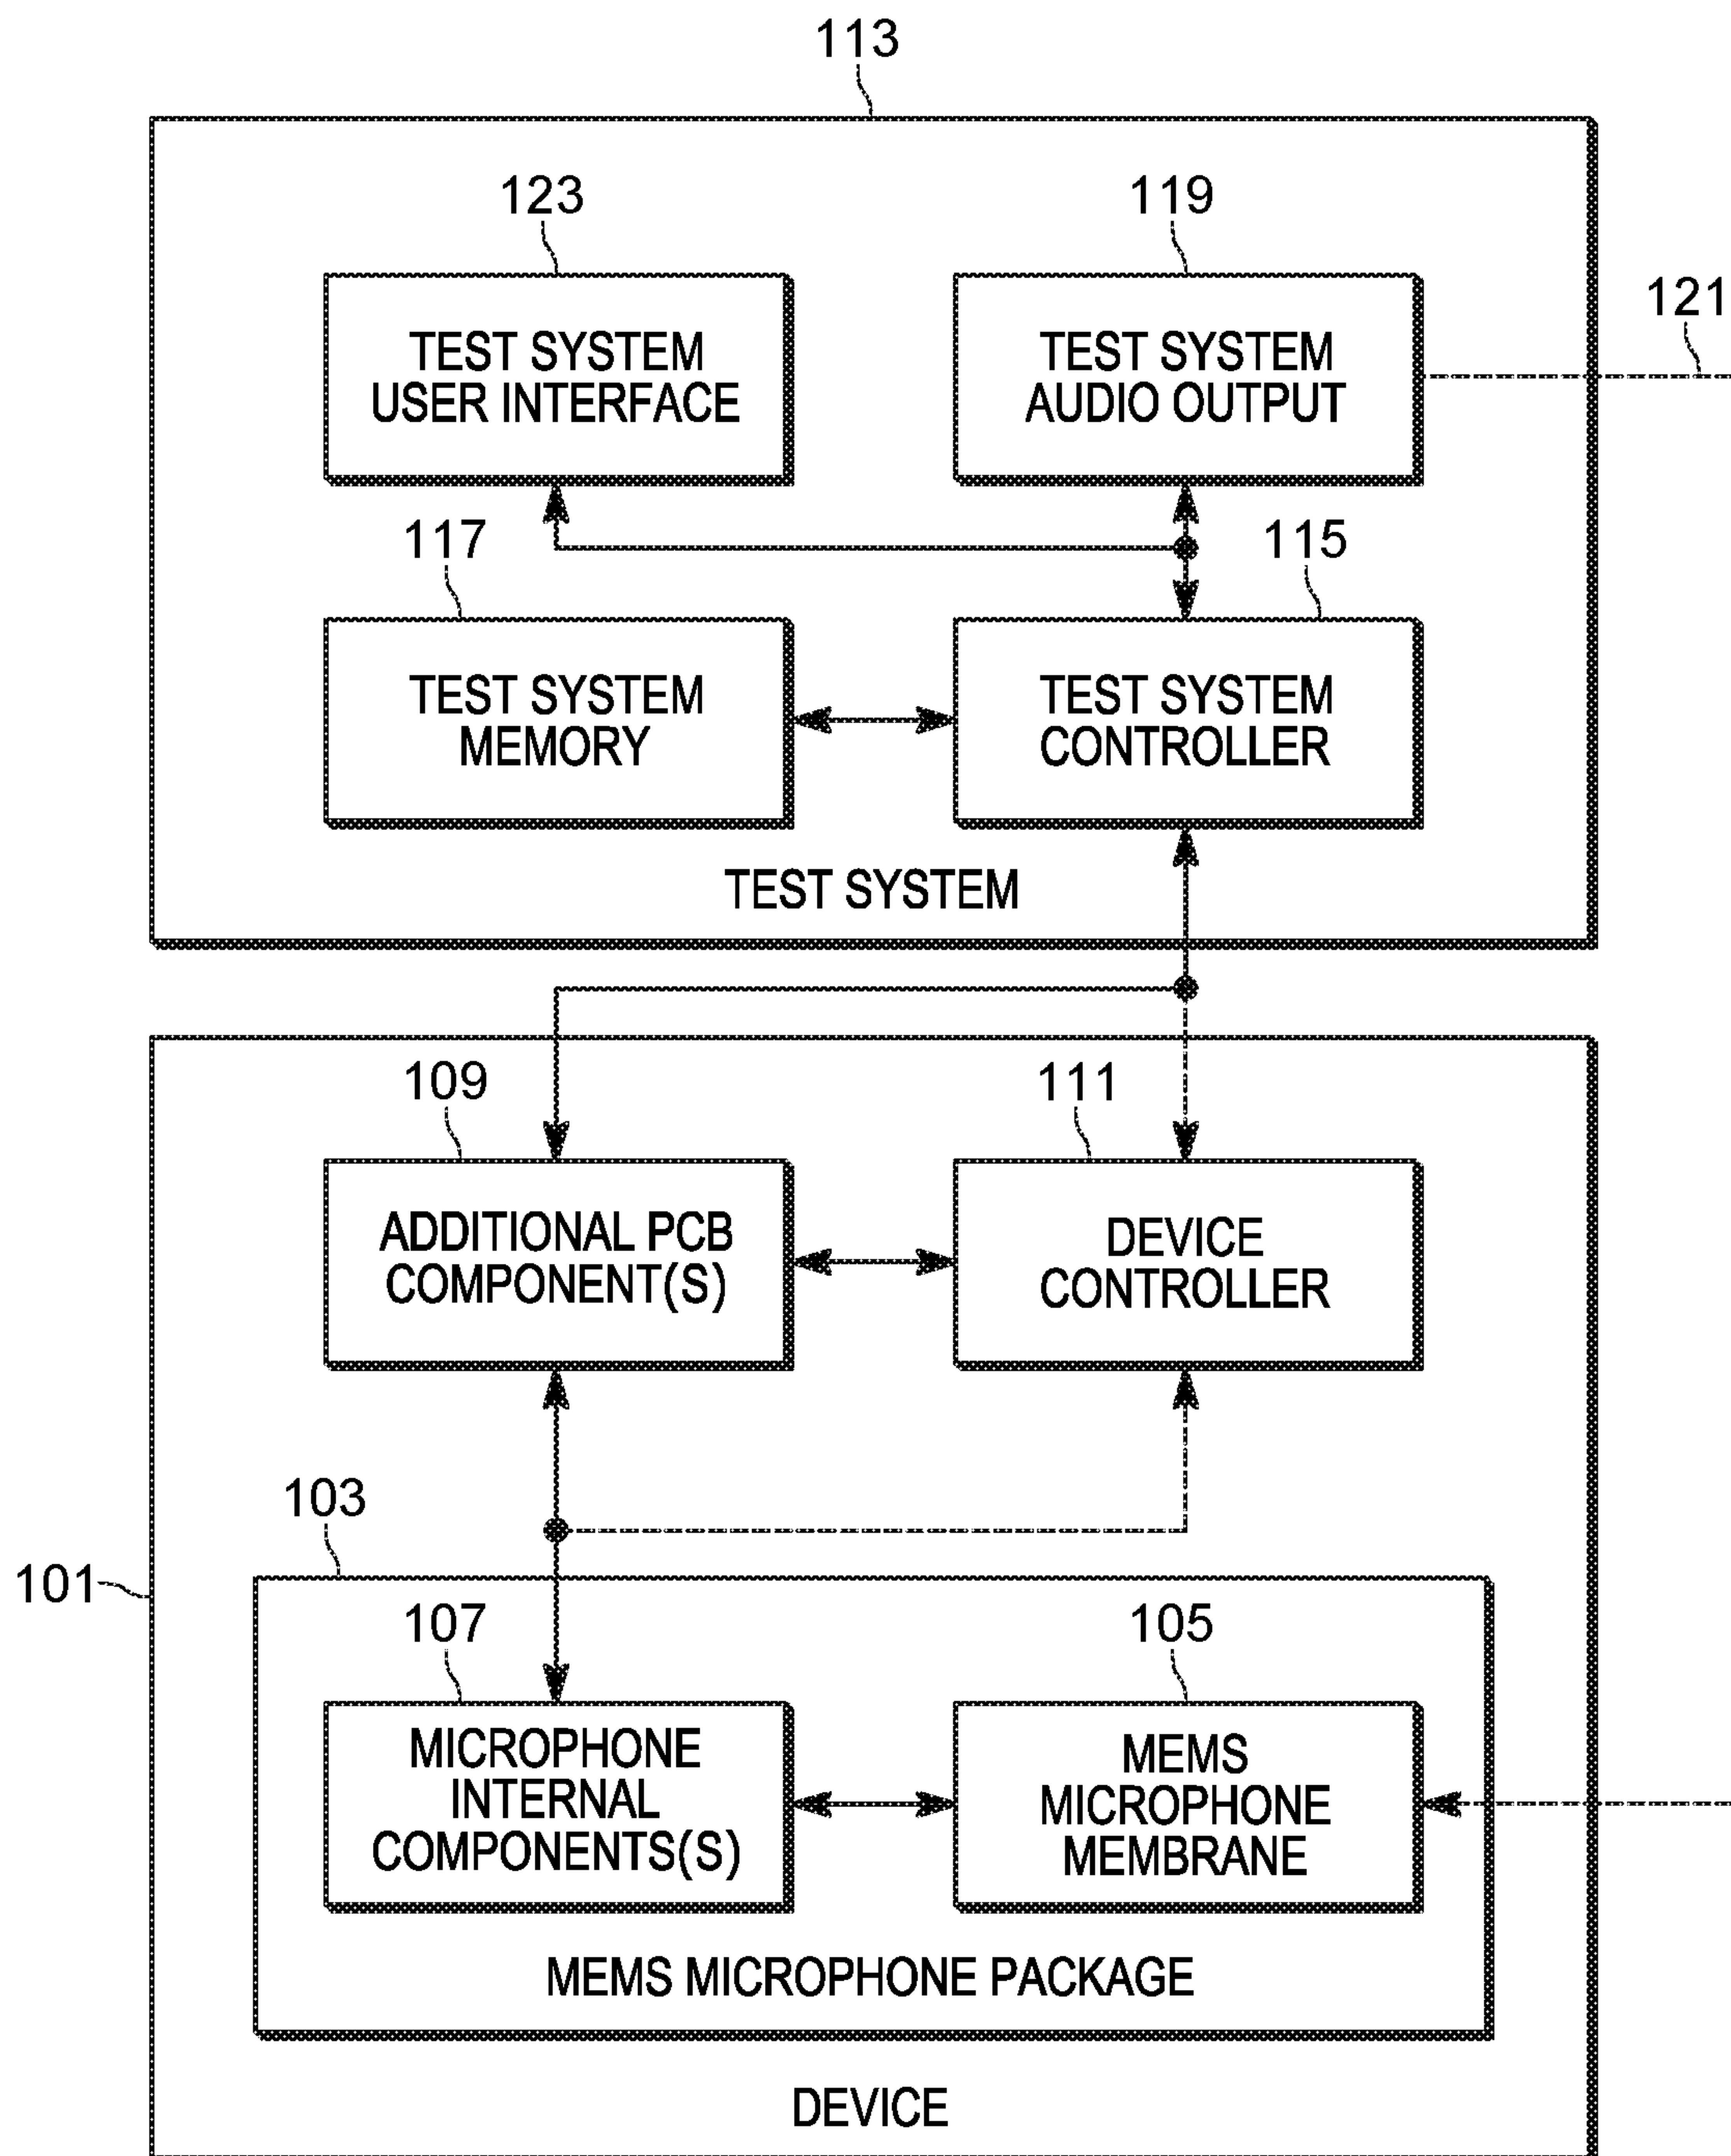 113
123
119
121
TEST SYSTEM
USER INTERFACE
TEST SYSTEM
AUDIO OUTPUT
117
115
TEST SYSTEM
MEMORY
TEST SYSTEM
CONTROLLER
TEST SYSTEM
109
111
ADDITIONAL PCB
COMPONENT(S)
DEVICE
CONTROLLER
103
101
107
105
MICROPHONE
INTERNAL
COMPONENTS(S)
MEMS
MICROPHONE
MEMBRANE
MEMS MICROPHONE PACKAGE
DEVICE